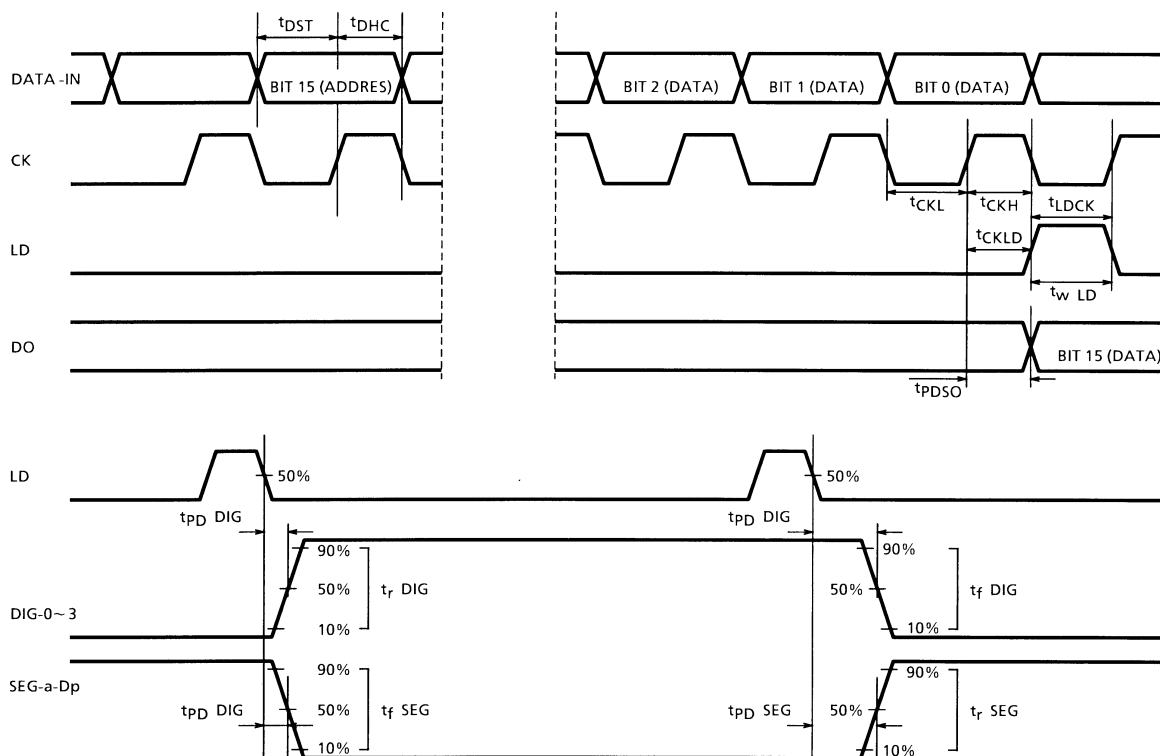 tDST tDHC
DATA-IN BIT 15 (ADDRES) BIT 2 (DATA) BIT 1 (DATA) BIT 0 (DATA)
CK
tCKL tCKH tLDCK
tCKLD
LD
tw LD
DO BIT 15 (DATA)
tPDSO
LD 50% 50%
tPD DIG tPD DIG
90% 90%
50% tr DIG 50% tf DIG
DIG-0~3 10% 10%
SEG-a-Dp 90% 90%
tPD DIG 50% tf SEG tPD SEG 50% tr SEG
10% 10%